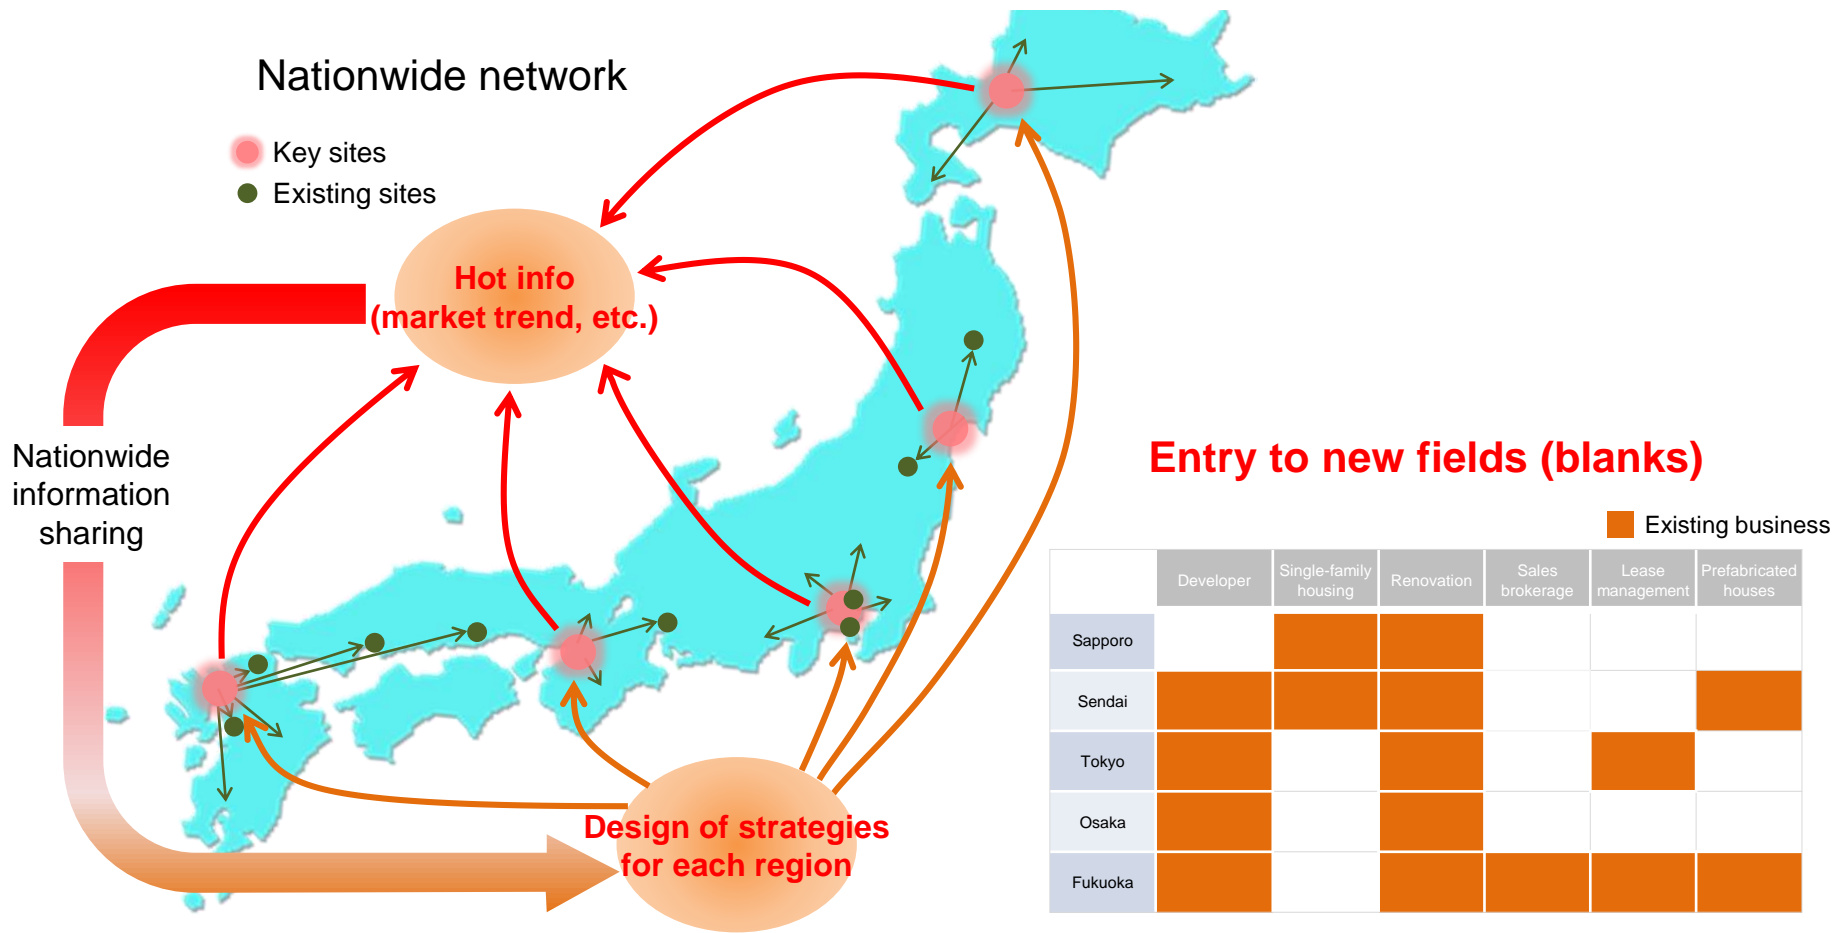 Nationwide network
Key sites
Existing sites
Hot info
(market trend, etc.)
Nationwide
information
sharing
Design of strategies
for each region
Entry to new fields (blanks)
Existing business
Developer
Single-family
housing
Renovation
Sales
brokerage
Lease
management
Prefabricated
houses
Sapporo
Sendai
Tokyo
Osaka
Fukuoka